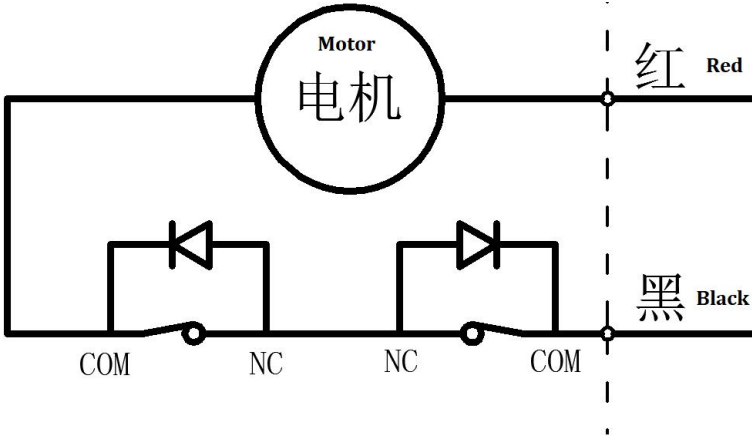 Motor
电机
红 Red
黑 Black
COM NC NC COM